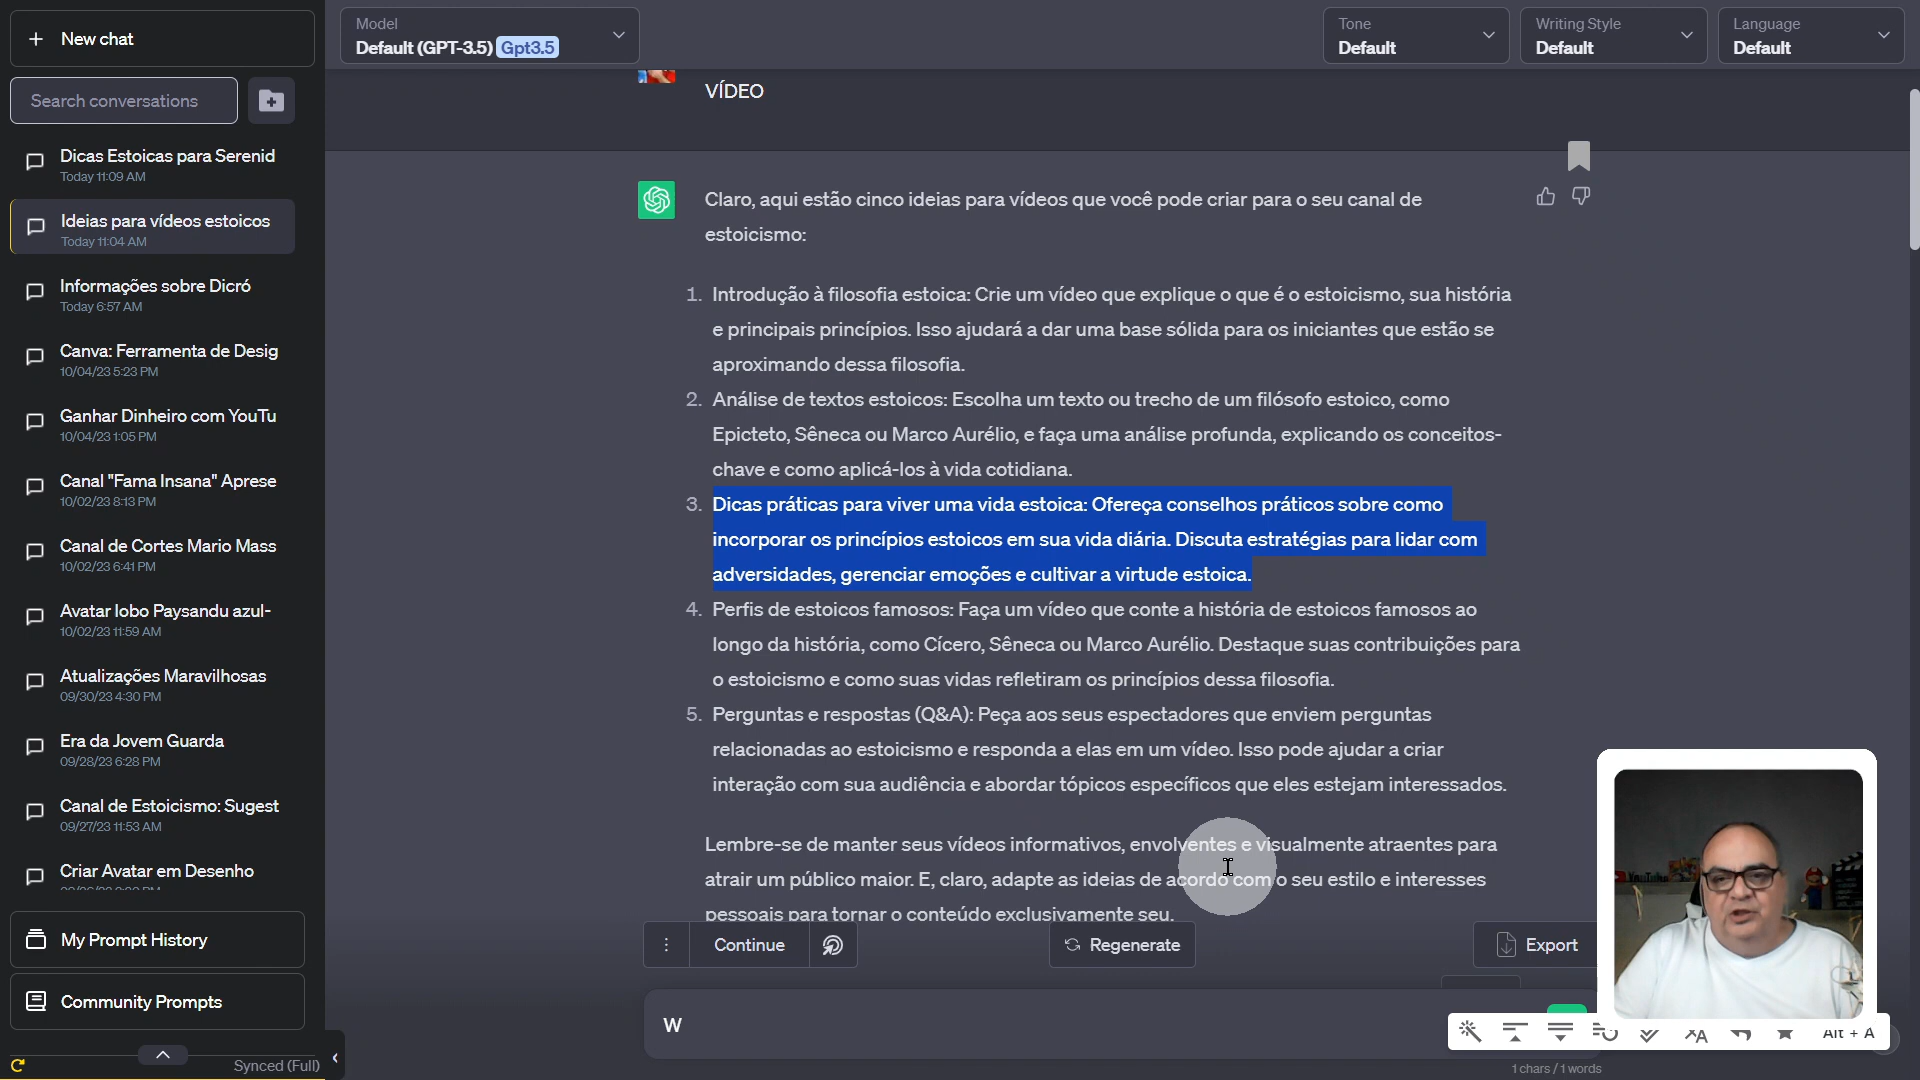 New chat
Search conversations
Dicas Estoicas para Serenid
Today 11:09 AM
Ideias para vídeos estoicos
Today 11:04 AM
Informações sobre Dicró
Today 6:57 AM
Canva: Ferramenta de Desig
10/04/23 5:23 PM
Ganhar Dinheiro com YouTu
10/04/23 1:05 PM
Canal "Fama Insana" Aprese
10/02/23 8:13 PM
Canal de Cortes Mario Mass
10/02/23 6:41 PM
Avatar lobo Paysandu azul-
10/02/23 11:59 AM
Atualizações Maravilhosas
09/30/23 4:30 PM
Era da Jovem Guarda
09/28/23 6:28 PM
Canal de Estoicismo: Sugest
09/27/23 11:53 AM
Criar Avatar em Desenho
My Prompt History
Community Prompts
Synced (Full)
Model
Default (GPT-3.5) Gpt3.5
Tone
Default
Writing Style
Default
Language
Default
VÍDEO
Claro, aqui estão cinco ideias para vídeos que você pode criar para o seu canal de
estoicismo:
1. Introdução à filosofia estoica: Crie um vídeo que explique o que é o estoicismo, sua história
e principais princípios. Isso ajudará a dar uma base sólida para os iniciantes que estão se
aproximando dessa filosofia.
2. Análise de textos estoicos: Escolha um texto ou trecho de um filósofo estoico, como
Epicteto, Sêneca ou Marco Aurélio, e faça uma análise profunda, explicando os conceitos-
chave e como aplicá-los à vida cotidiana.
3. Dicas práticas para viver uma vida estoica: Ofereça conselhos práticos sobre como
incorporar os princípios estoicos em sua vida diária. Discuta estratégias para lidar com
adversidades, gerenciar emoções e cultivar a virtude estoica.
4. Perfis de estoicos famosos: Faça um vídeo que conte a história de estoicos famosos ao
longo da história, como Cícero, Sêneca ou Marco Aurélio. Destaque suas contribuições para
o estoicismo e como suas vidas refletiram os princípios dessa filosofia.
5. Perguntas e respostas (Q&A): Peça aos seus espectadores que enviem perguntas
relacionadas ao estoicismo e responda a elas em um vídeo. Isso pode ajudar a criar
interação com sua audiência e abordar tópicos específicos que eles estejam interessados.
Lembre-se de manter seus vídeos informativos, envolventes e visualmente atraentes para
atrair um público maior. E, claro, adapte as ideias de acordo com o seu estilo e interesses
pessoais para tornar o conteúdo exclusivamente seu.
Continue
Regenerate
Export
W
Alt + A
1 chars / 1 words